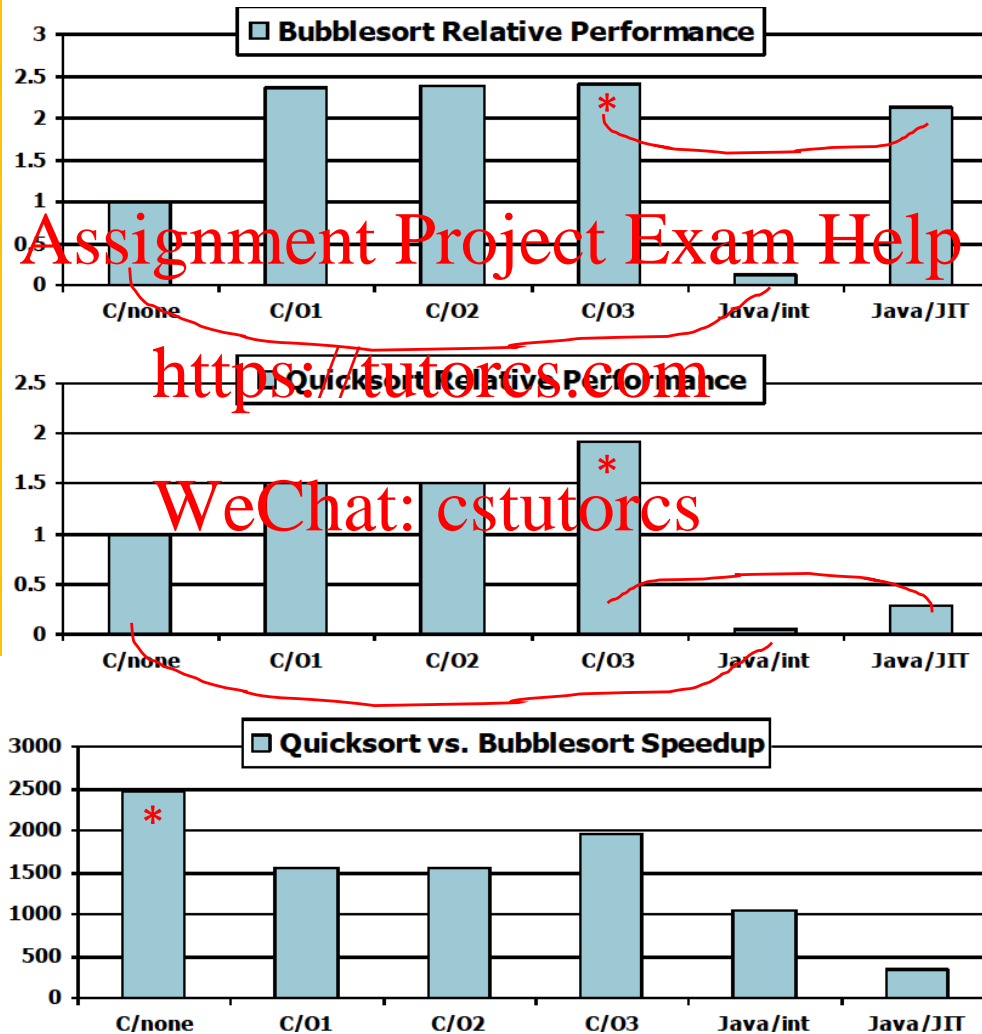 Bubblesort Relative Performance
3
2.5
2
1.5
1
0.5
0
C/none C/O1 C/O2 C/O3 Java/int Java/JIT
*
Assignment Project Exam Help
https://tutorcs.com
Quicksort Relative Performance
2.5
2
1.5
1
0.5
0
C/none C/O1 C/O2 C/O3 Java/int Java/JIT
*
WeChat: cstutorcs
Quicksort vs. Bubblesort Speedup
3000
2500
2000
1500
1000
500
0
C/none C/O1 C/O2 C/O3 Java/int Java/JIT
*